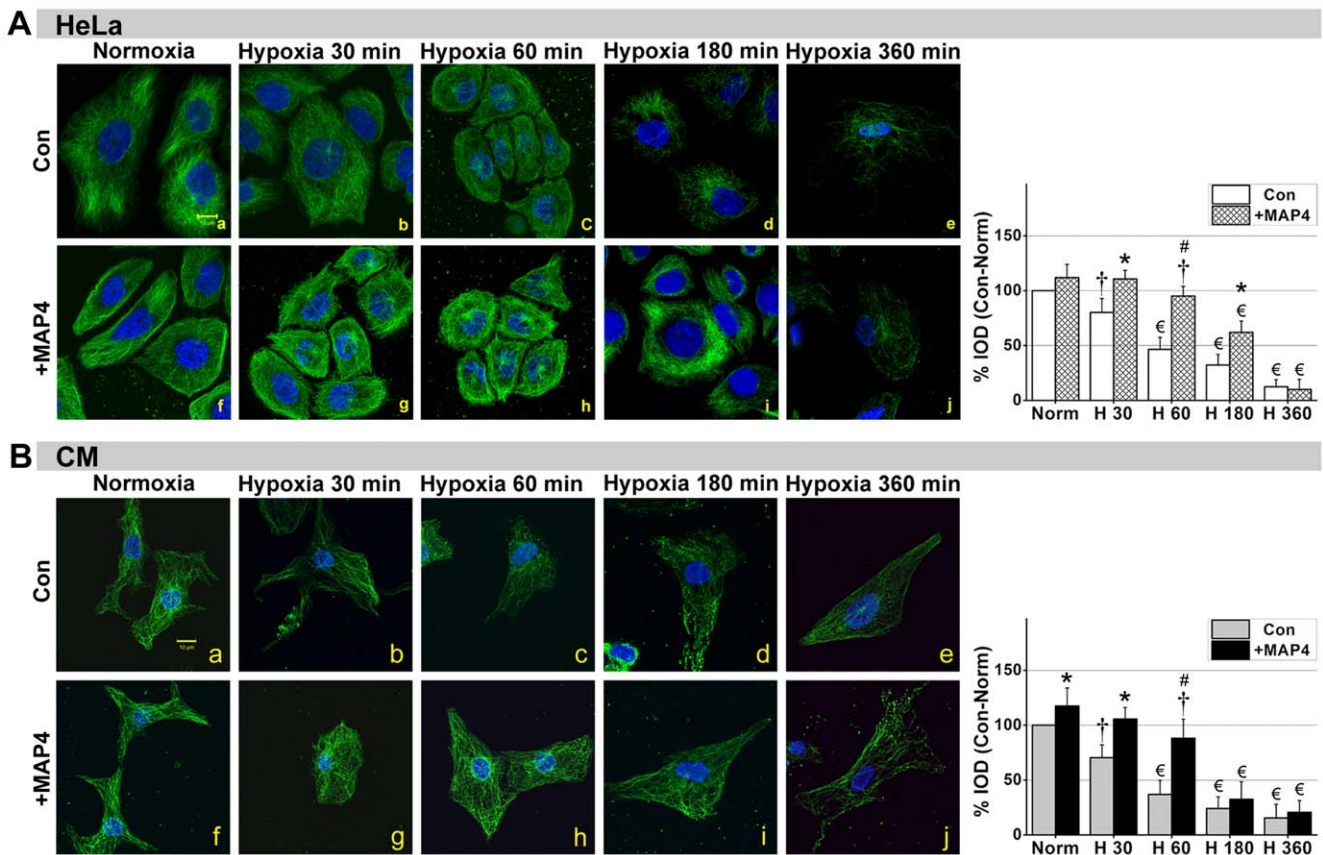 A HeLa
Normoxia Hypoxia 30 min Hypoxia 60 min Hypoxia 180 min Hypoxia 360 min
Con
a b C d e
+MAP4
f g h i j
Con
+MAP4
% IOD (Con-Norm)
150
100
50
0
† * # † € € * € € €
Norm H 30 H 60 H 180 H 360
B CM
Normoxia Hypoxia 30 min Hypoxia 60 min Hypoxia 180 min Hypoxia 360 min
Con
10 µm
a b c d e
+MAP4
f g h i j
Con
+MAP4
% IOD (Con-Norm)
150
100
50
0
* † * # † € € € € €
Norm H 30 H 60 H 180 H 360